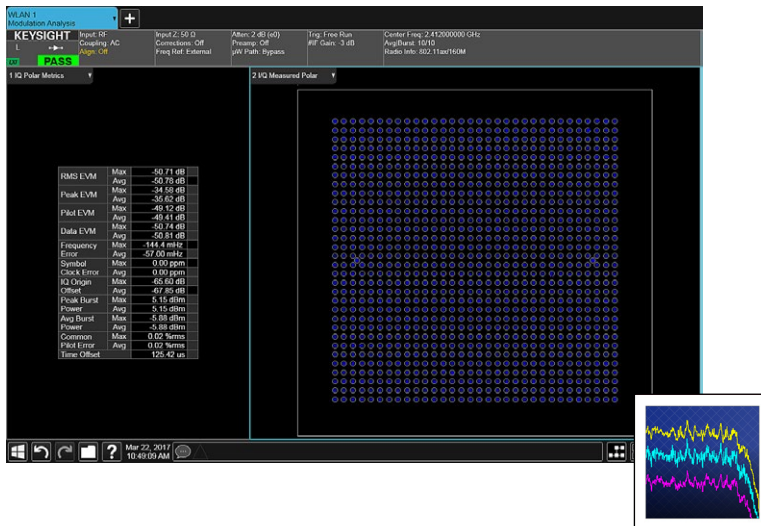 WLAN 1
Modulation Analysis
+
KEYSIGHT
L
PASS
Input: RF
Coupling: AC
Align: Off
Input Z: 50 Ω
Corrections: Off
Freq Ref: External
Atten: 2 dB (e0)
Preamp: Off
µW Path: Bypass
Trig: Free Run
#IF Gain: -3 dB
Center Freq: 2.412000000 GHz
Avg|Burst: 10/10
Radio Info: 802.11ax/160M
1 IQ Polar Metrics
2 I/Q Measured Polar
RMS EVM Max -50.71 dB
Avg -50.78 dB
Peak EVM Max -34.58 dB
Avg -35.62 dB
Pilot EVM Max -49.12 dB
Avg -49.41 dB
Data EVM Max -50.74 dB
Avg -50.81 dB
Frequency Max -144.4 mHz
Error Avg -57.00 mHz
Symbol Max 0.00 ppm
Clock Error Avg 0.00 ppm
IQ Origin Max -65.60 dB
Offset Avg -67.85 dB
Peak Burst Max 5.15 dBm
Power Avg 5.15 dBm
Avg Burst Max -5.88 dBm
Power Avg -5.88 dBm
Common Max 0.02 %rms
Pilot Error Avg 0.02 %rms
Time Offset 125.42 us
?
Mar 22, 2017
10:49:09 AM